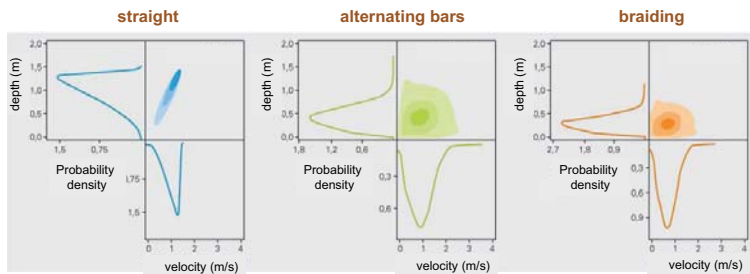 straight
alternating bars
braiding
depth (m)
2,0
1,5
1,0
0,5
0,0
1,5 0,75
Probability
density
,75
1,5
0 1 2 3 4
velocity (m/s)
depth (m)
2,0
1,5
1,0
0,5
0,0
1,8 1,2 0,6
Probability
density
0,3
0,6
0 1 2 3 4
velocity (m/s)
depth (m)
2,0
1,5
1,0
0,5
0,0
2,7 1,8 0,9
Probability
density
0,3
0,6
0,9
0 1 2 3 4
velocity (m/s)